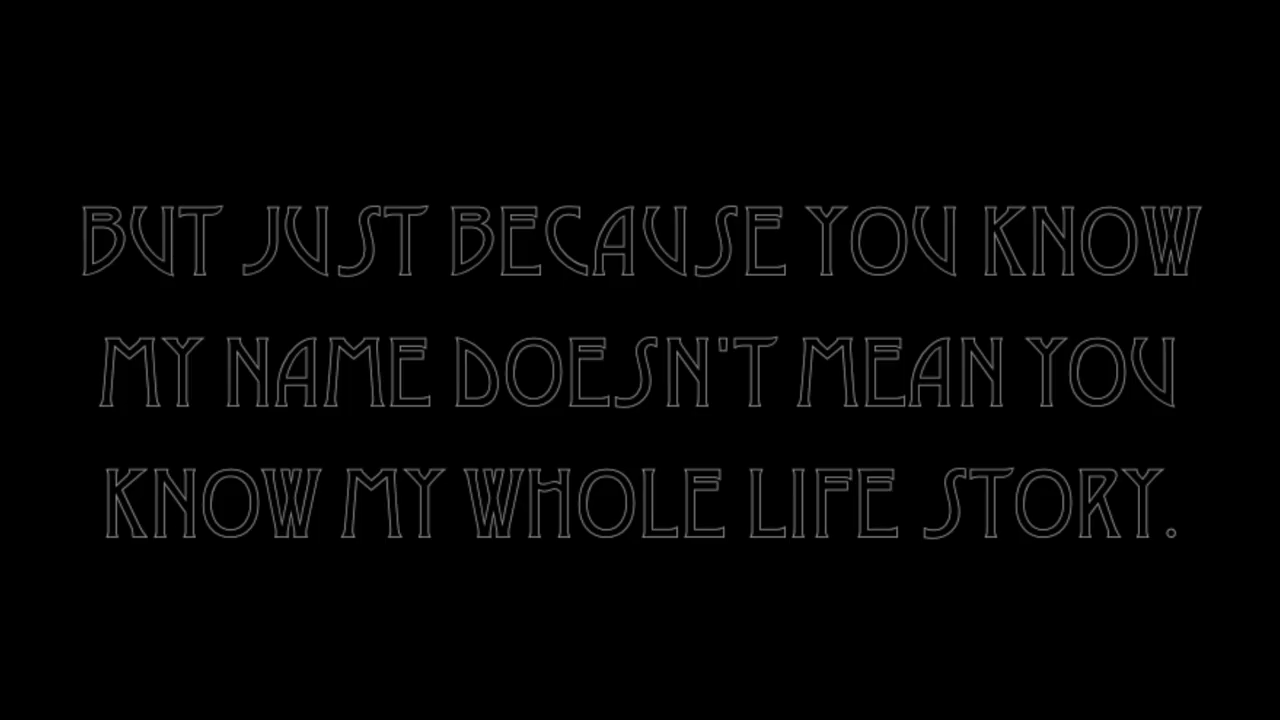 BUT JUST BECAUSE YOU KNOW
MY NAME DOESN'T MEAN YOU
KNOW MY WHOLE LIFE STORY.